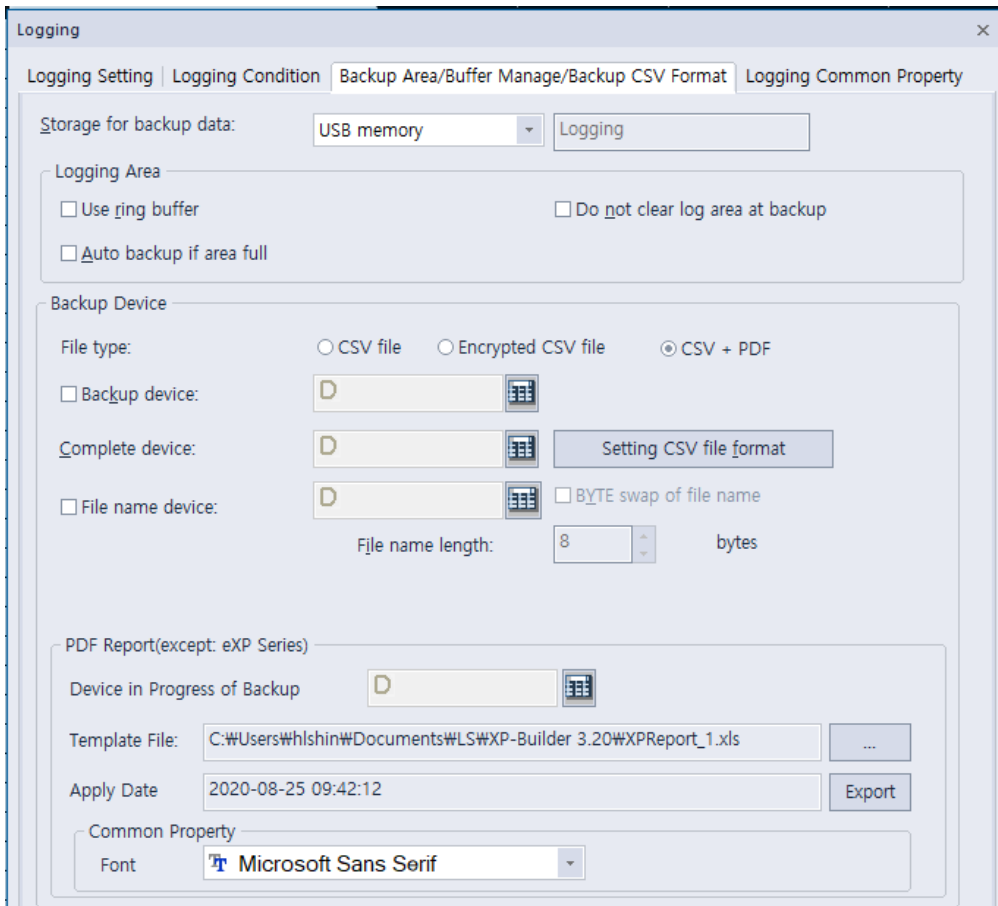 Logging
Logging Setting Logging Condition Backup Area/Buffer Manage/Backup CSV Format Logging Common Property
Storage for backup data: USB memory Logging
Logging Area
Use ring buffer Do not clear log area at backup
Auto backup if area full
Backup Device
File type: CSV file Encrypted CSV file CSV + PDF
Backup device: D
Complete device: D Setting CSV file format
File name device: D BYTE swap of file name
File name length: 8 bytes
PDF Report(except: eXP Series)
Device in Progress of Backup D
Template File: C:₩Users₩hlshin₩Documents₩LS₩XP-Builder 3.20₩XPReport_1.xls ...
Apply Date 2020-08-25 09:42:12 Export
Common Property
Font Microsoft Sans Serif